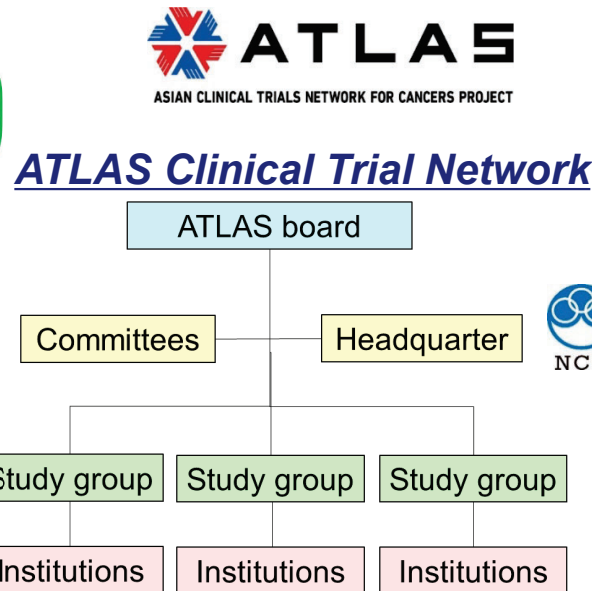 ATLAS
ASIAN CLINICAL TRIALS NETWORK FOR CANCERS PROJECT
ATLAS Clinical Trial Network
ATLAS board
Committees Headquarter
NC
Study group Study group Study group
Institutions Institutions Institutions